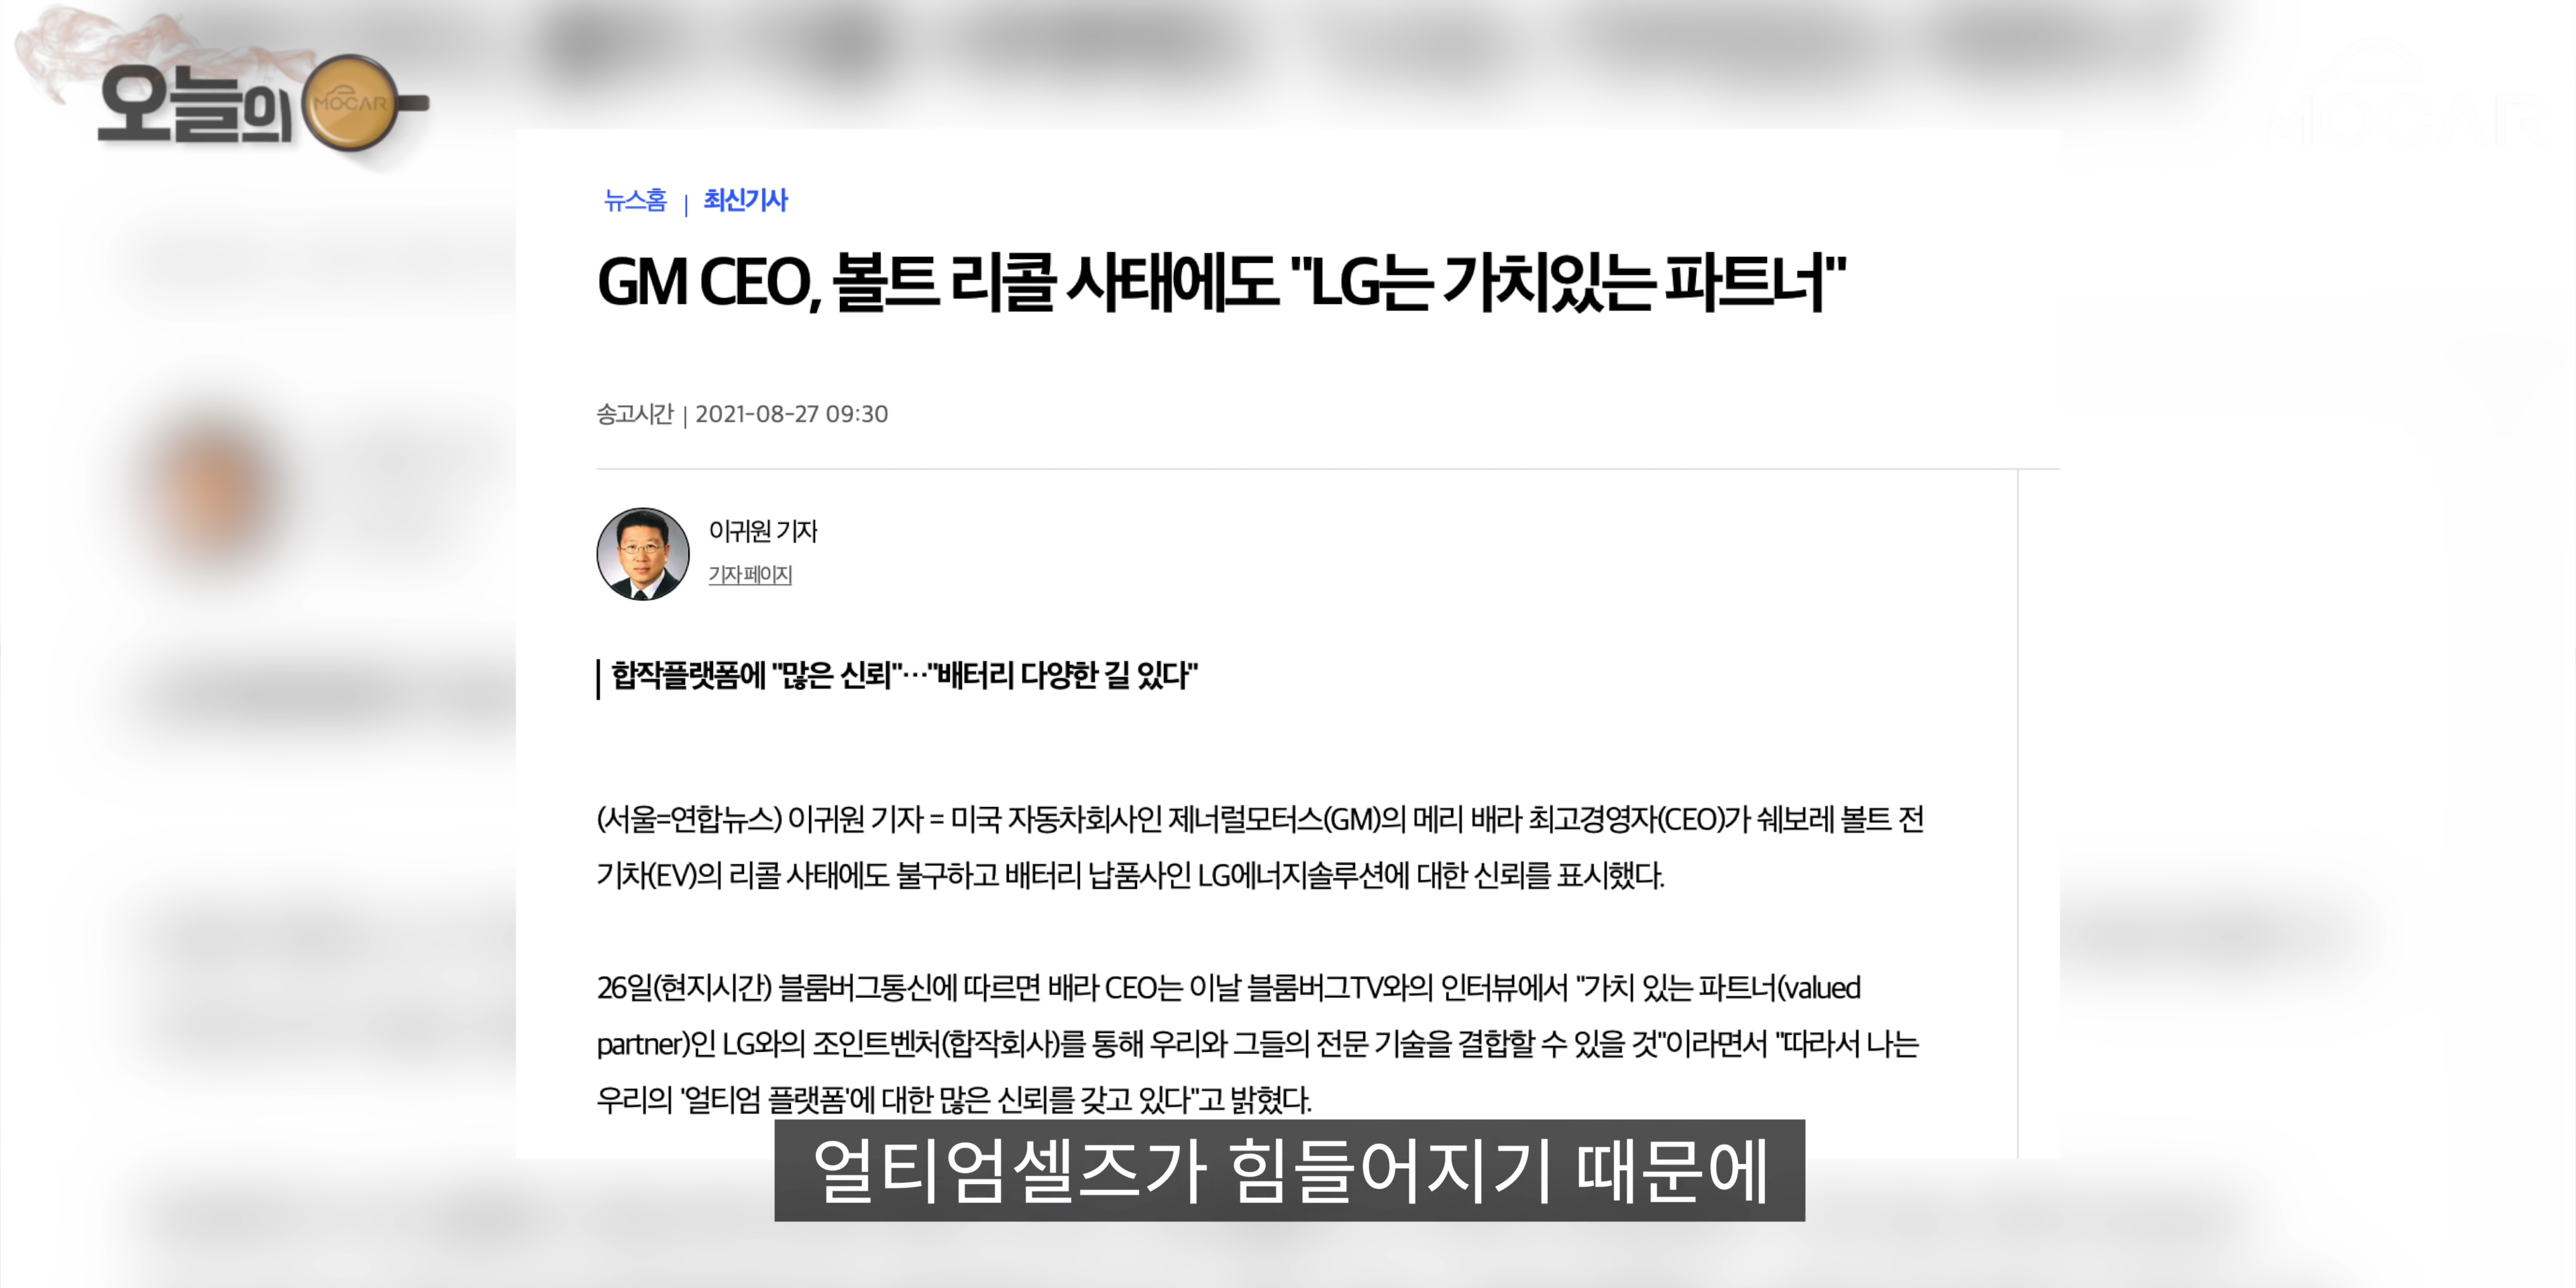 오늘의
MOCAR
MOCAR
뉴스홈 | 최신기사
GM CEO, 볼트 리콜 사태에도 "LG는 가치있는 파트너"
송고시간 | 2021-08-27 09:30
이귀원 기자
기자 페이지
합작플랫폼에 "많은 신뢰"…"배터리 다양한 길 있다"
(서울=연합뉴스) 이귀원 기자 = 미국 자동차회사인 제너럴모터스(GM)의 메리 배라 최고경영자(CEO)가 쉐보레 볼트 전
기차(EV)의 리콜 사태에도 불구하고 배터리 납품사인 LG에너지솔루션에 대한 신뢰를 표시했다.
26일(현지시간) 블룸버그통신에 따르면 배라 CEO는 이날 블룸버그TV와의 인터뷰에서 "가치 있는 파트너(valued
partner)인 LG와의 조인트벤처(합작회사)를 통해 우리와 그들의 전문 기술을 결합할 수 있을 것"이라면서 "따라서 나는
우리의 '얼티엄 플랫폼'에 대한 많은 신뢰를 갖고 있다"고 밝혔다.
얼티엄셀즈가 힘들어지기 때문에